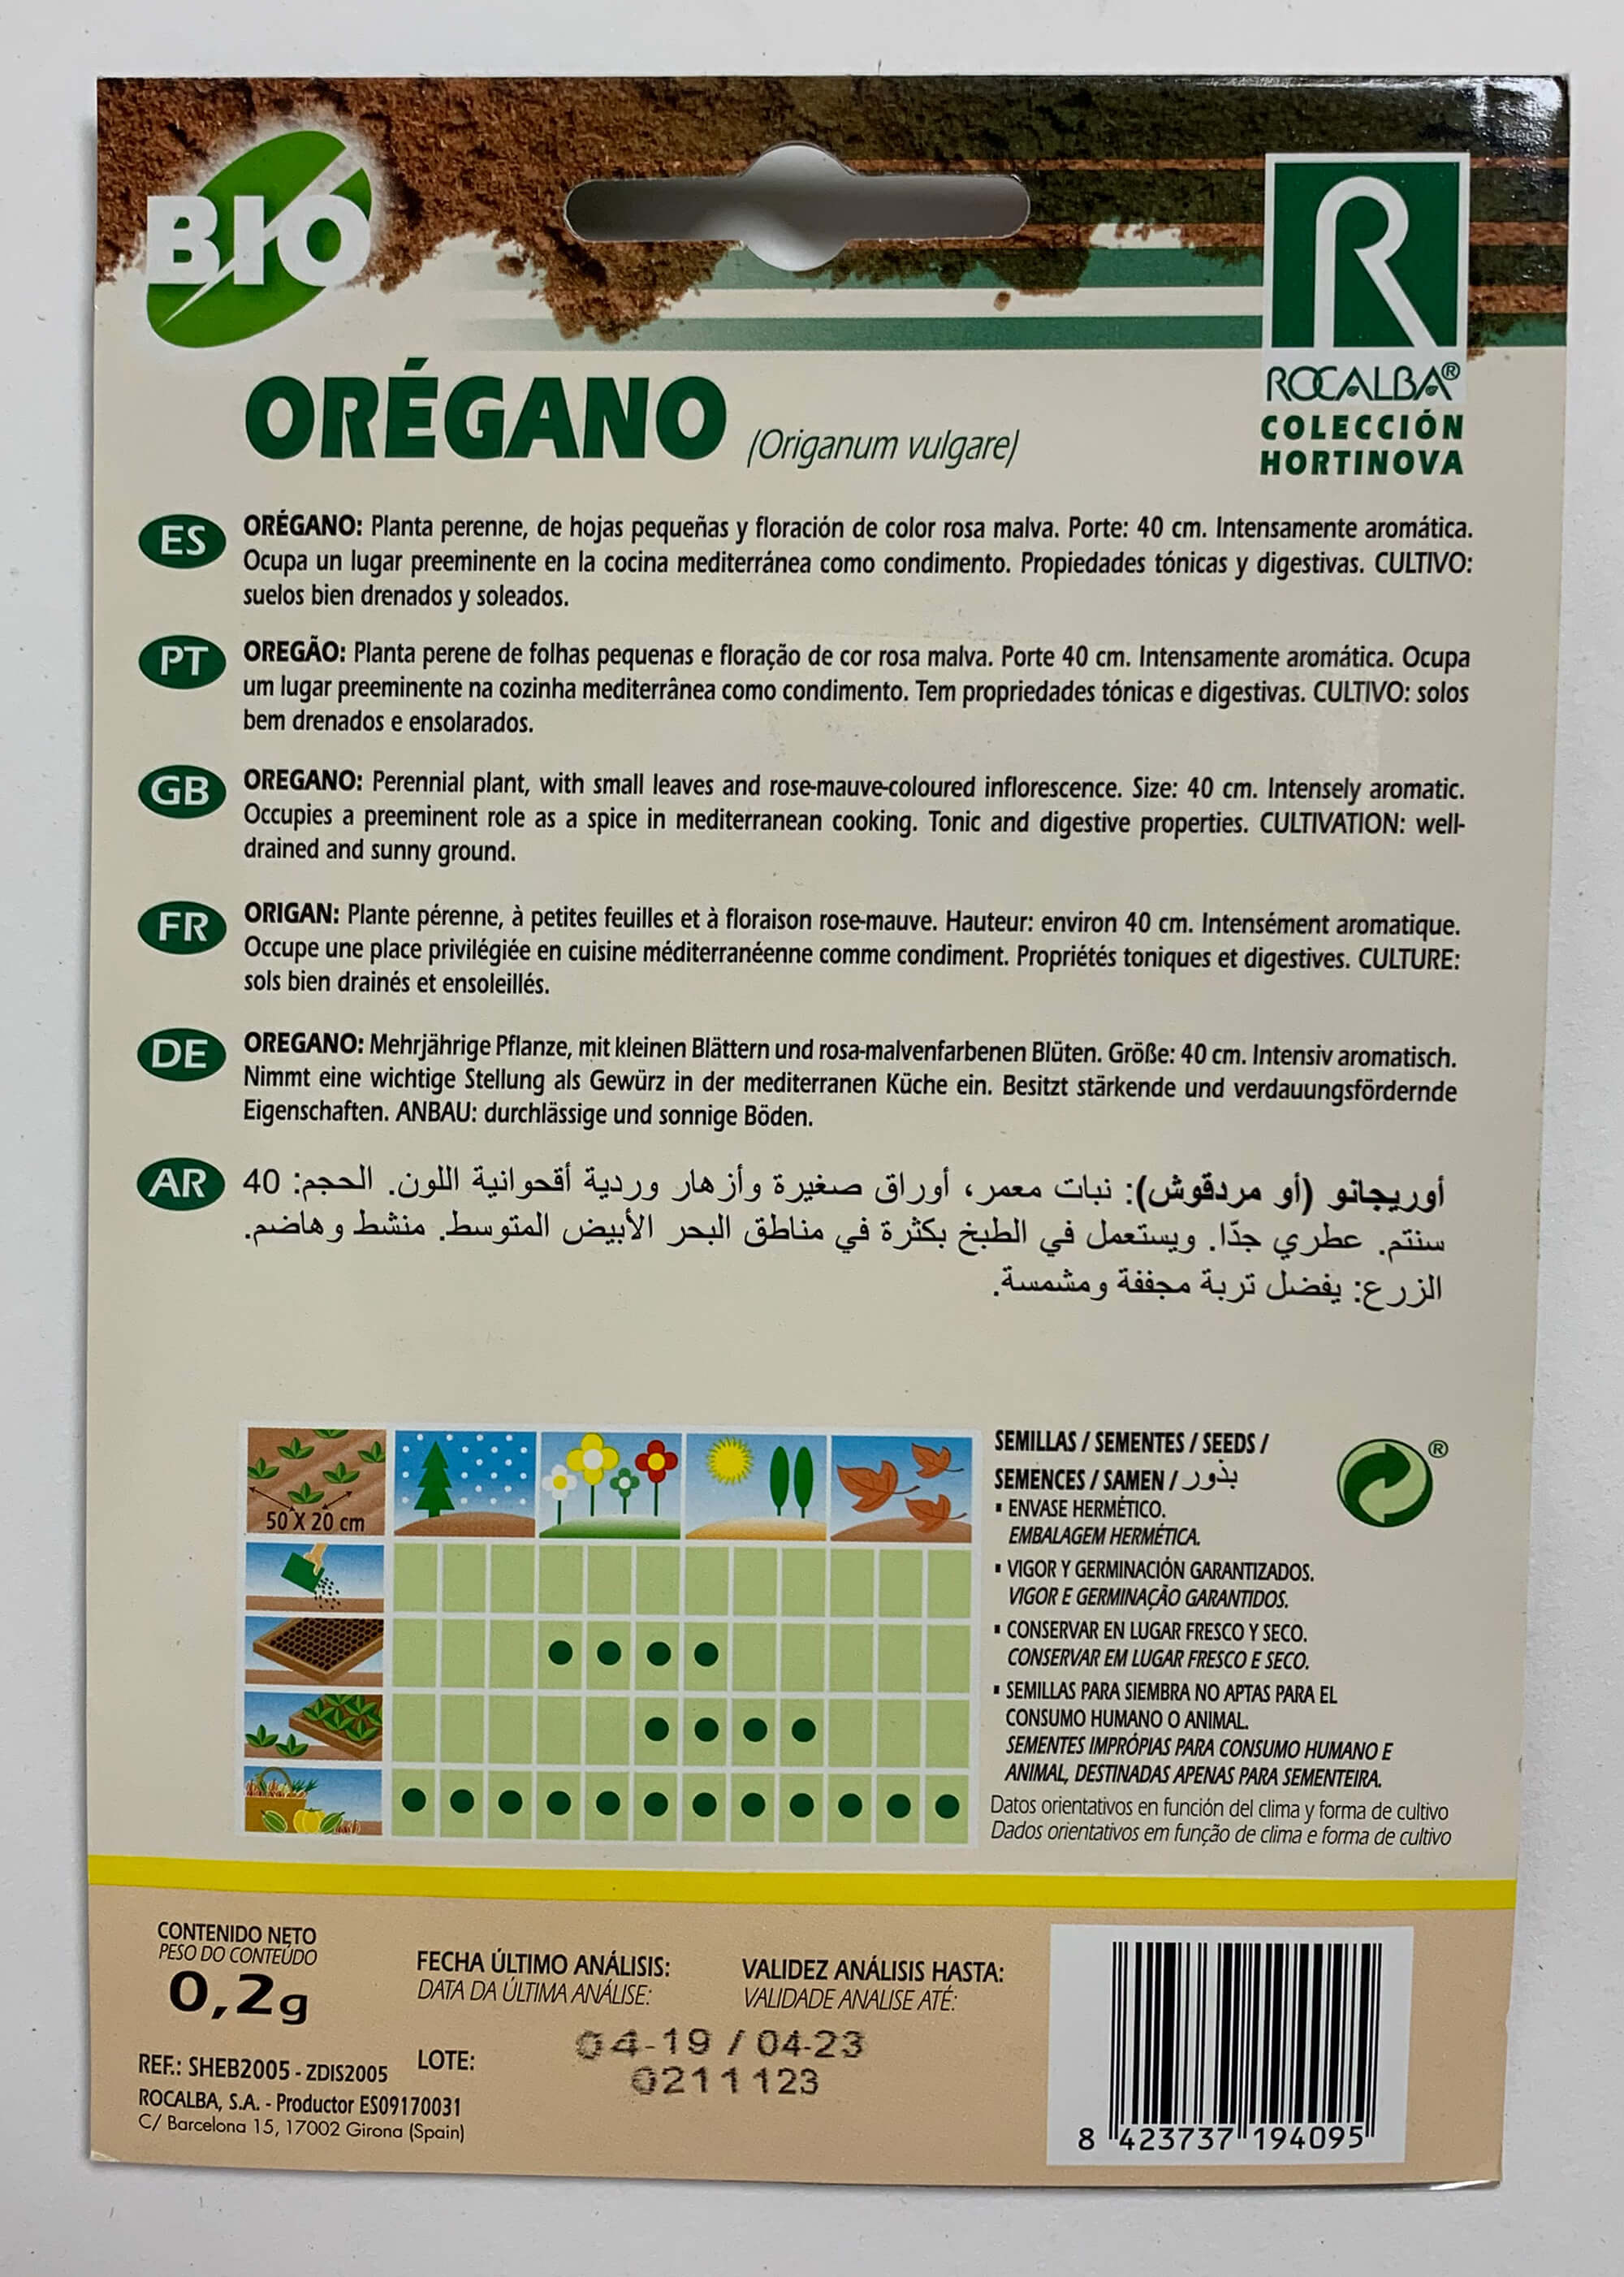 BIO
R
ROCALBA®
COLECCIÓN
HORTINOVA
ORÉGANO (Origanum vulgare)
ES
ORÉGANO: Planta perenne, de hojas pequeñas y floración de color rosa malva. Porte: 40 cm. Intensamente aromática.
Ocupa un lugar preeminente en la cocina mediterránea como condimento. Propiedades tónicas y digestivas. CULTIVO:
suelos bien drenados y soleados.
PT
OREGÃO: Planta perene de folhas pequenas e floração de cor rosa malva. Porte 40 cm. Intensamente aromática. Ocupa
um lugar preeminente na cozinha mediterrânea como condimento. Tem propriedades tónicas e digestivas. CULTIVO: solos
bem drenados e ensolarados.
GB
OREGANO: Perennial plant, with small leaves and rose-mauve-coloured inflorescence. Size: 40 cm. Intensely aromatic.
Occupies a preeminent role as a spice in mediterranean cooking. Tonic and digestive properties. CULTIVATION: well-
drained and sunny ground.
FR
ORIGAN: Plante pérenne, à petites feuilles et à floraison rose-mauve. Hauteur: environ 40 cm. Intensément aromatique.
Occupe une place privilégiée en cuisine méditerranéenne comme condiment. Propriétés toniques et digestives. CULTURE:
sols bien drainés et ensoleillés.
DE
OREGANO: Mehrjährige Pflanze, mit kleinen Blättern und rosa-malvenfarbenen Blüten. Größe: 40 cm. Intensiv aromatisch.
Nimmt eine wichtige Stellung als Gewürz in der mediterranen Küche ein. Besitzt stärkende und verdauungsfördernde
Eigenschaften. ANBAU: durchlässige und sonnige Böden.
AR
أوريجانو (أو مردقوش): نبات معمر، أوراق صغيرة وأزهار وردية أقحوانية اللون. الحجم: 40
سنتم. عطري جدّا. ويستعمل في الطبخ بكثرة في مناطق البحر الأبيض المتوسط. منشط وهاضم.
الزرع: يفضل تربة مجففة ومشمسة.
50 X 20 cm
SEMILLAS / SEMENTES / SEEDS /
SEMENCES / SAMEN / بذور
®
▪ ENVASE HERMÉTICO.
EMBALAGEM HERMÉTICA.
▪ VIGOR Y GERMINACIÓN GARANTIZADOS.
VIGOR E GERMINAÇÃO GARANTIDOS.
▪ CONSERVAR EN LUGAR FRESCO Y SECO.
CONSERVAR EM LUGAR FRESCO E SECO.
▪ SEMILLAS PARA SIEMBRA NO APTAS PARA EL
CONSUMO HUMANO O ANIMAL.
SEMENTES IMPRÓPIAS PARA CONSUMO HUMANO E
ANIMAL, DESTINADAS APENAS PARA SEMENTEIRA.
Datos orientativos en función del clima y forma de cultivo
Dados orientativos em função de clima e forma de cultivo
CONTENIDO NETO
PESO DO CONTEÚDO
0,2g
FECHA ÚLTIMO ANÁLISIS:
DATA DA ÚLTIMA ANÁLISE:
VALIDEZ ANÁLISIS HASTA:
VALIDADE ANALISE ATÉ:
04-19 / 04-23
LOTE:
0211123
REF.: SHEB2005 - ZDIS2005
ROCALBA, S.A. - Productor ES09170031
C/ Barcelona 15, 17002 Girona (Spain)
8 423737 194095